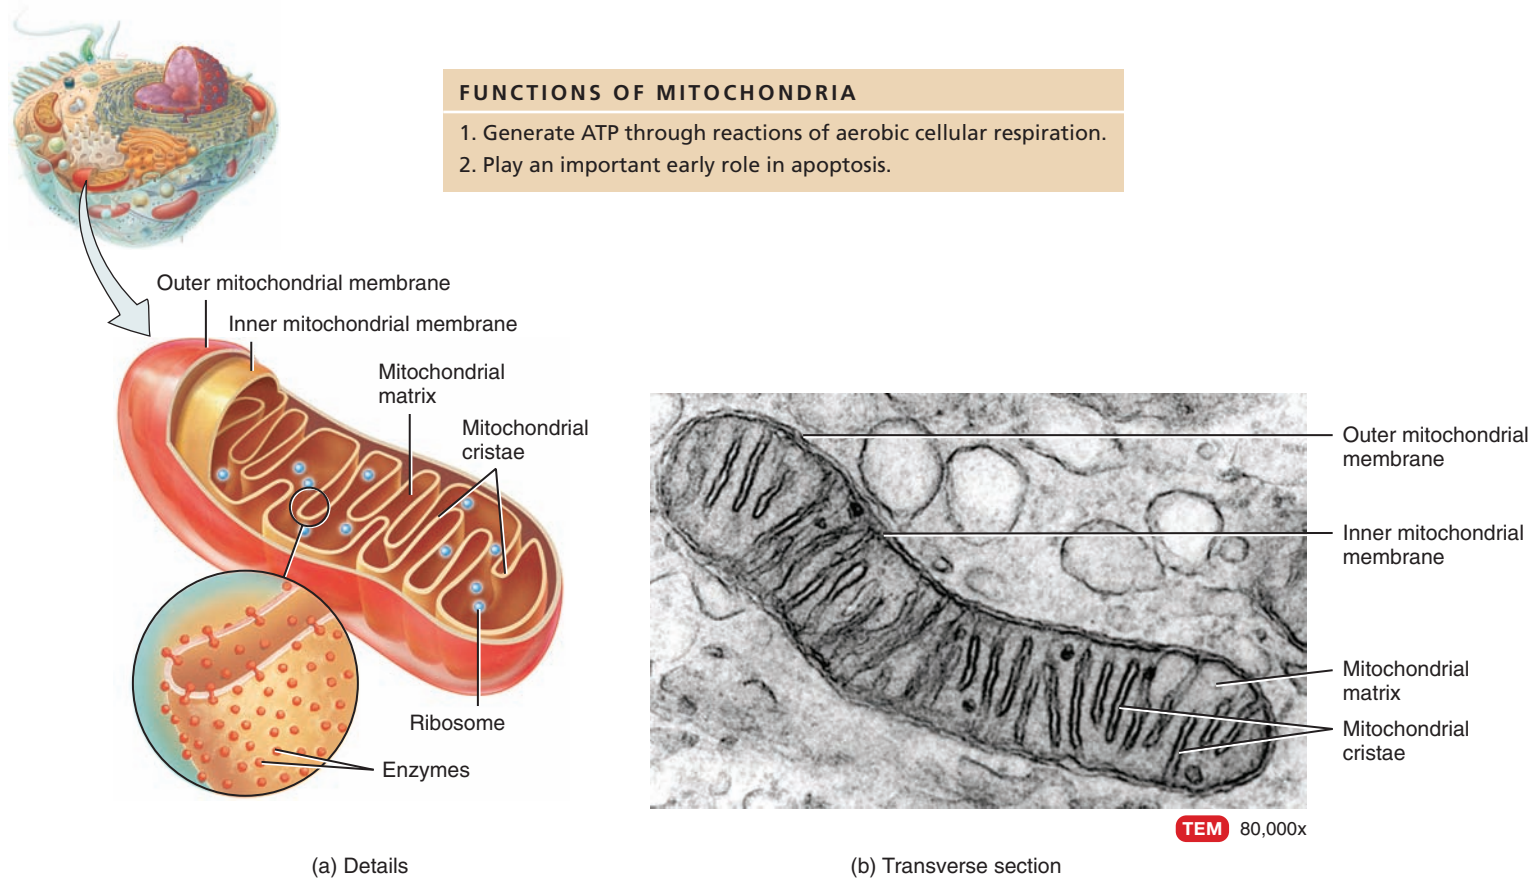 FUNCTIONS OF MITOCHONDRIA
1. Generate ATP through reactions of aerobic cellular respiration.
2. Play an important early role in apoptosis.
Outer mitochondrial membrane
Inner mitochondrial membrane
Mitochondrial
matrix
Mitochondrial
cristae
Ribosome
Enzymes
(a) Details
Outer mitochondrial
membrane
Inner mitochondrial
membrane
Mitochondrial
matrix
Mitochondrial
cristae
TEM 80,000x
(b) Transverse section